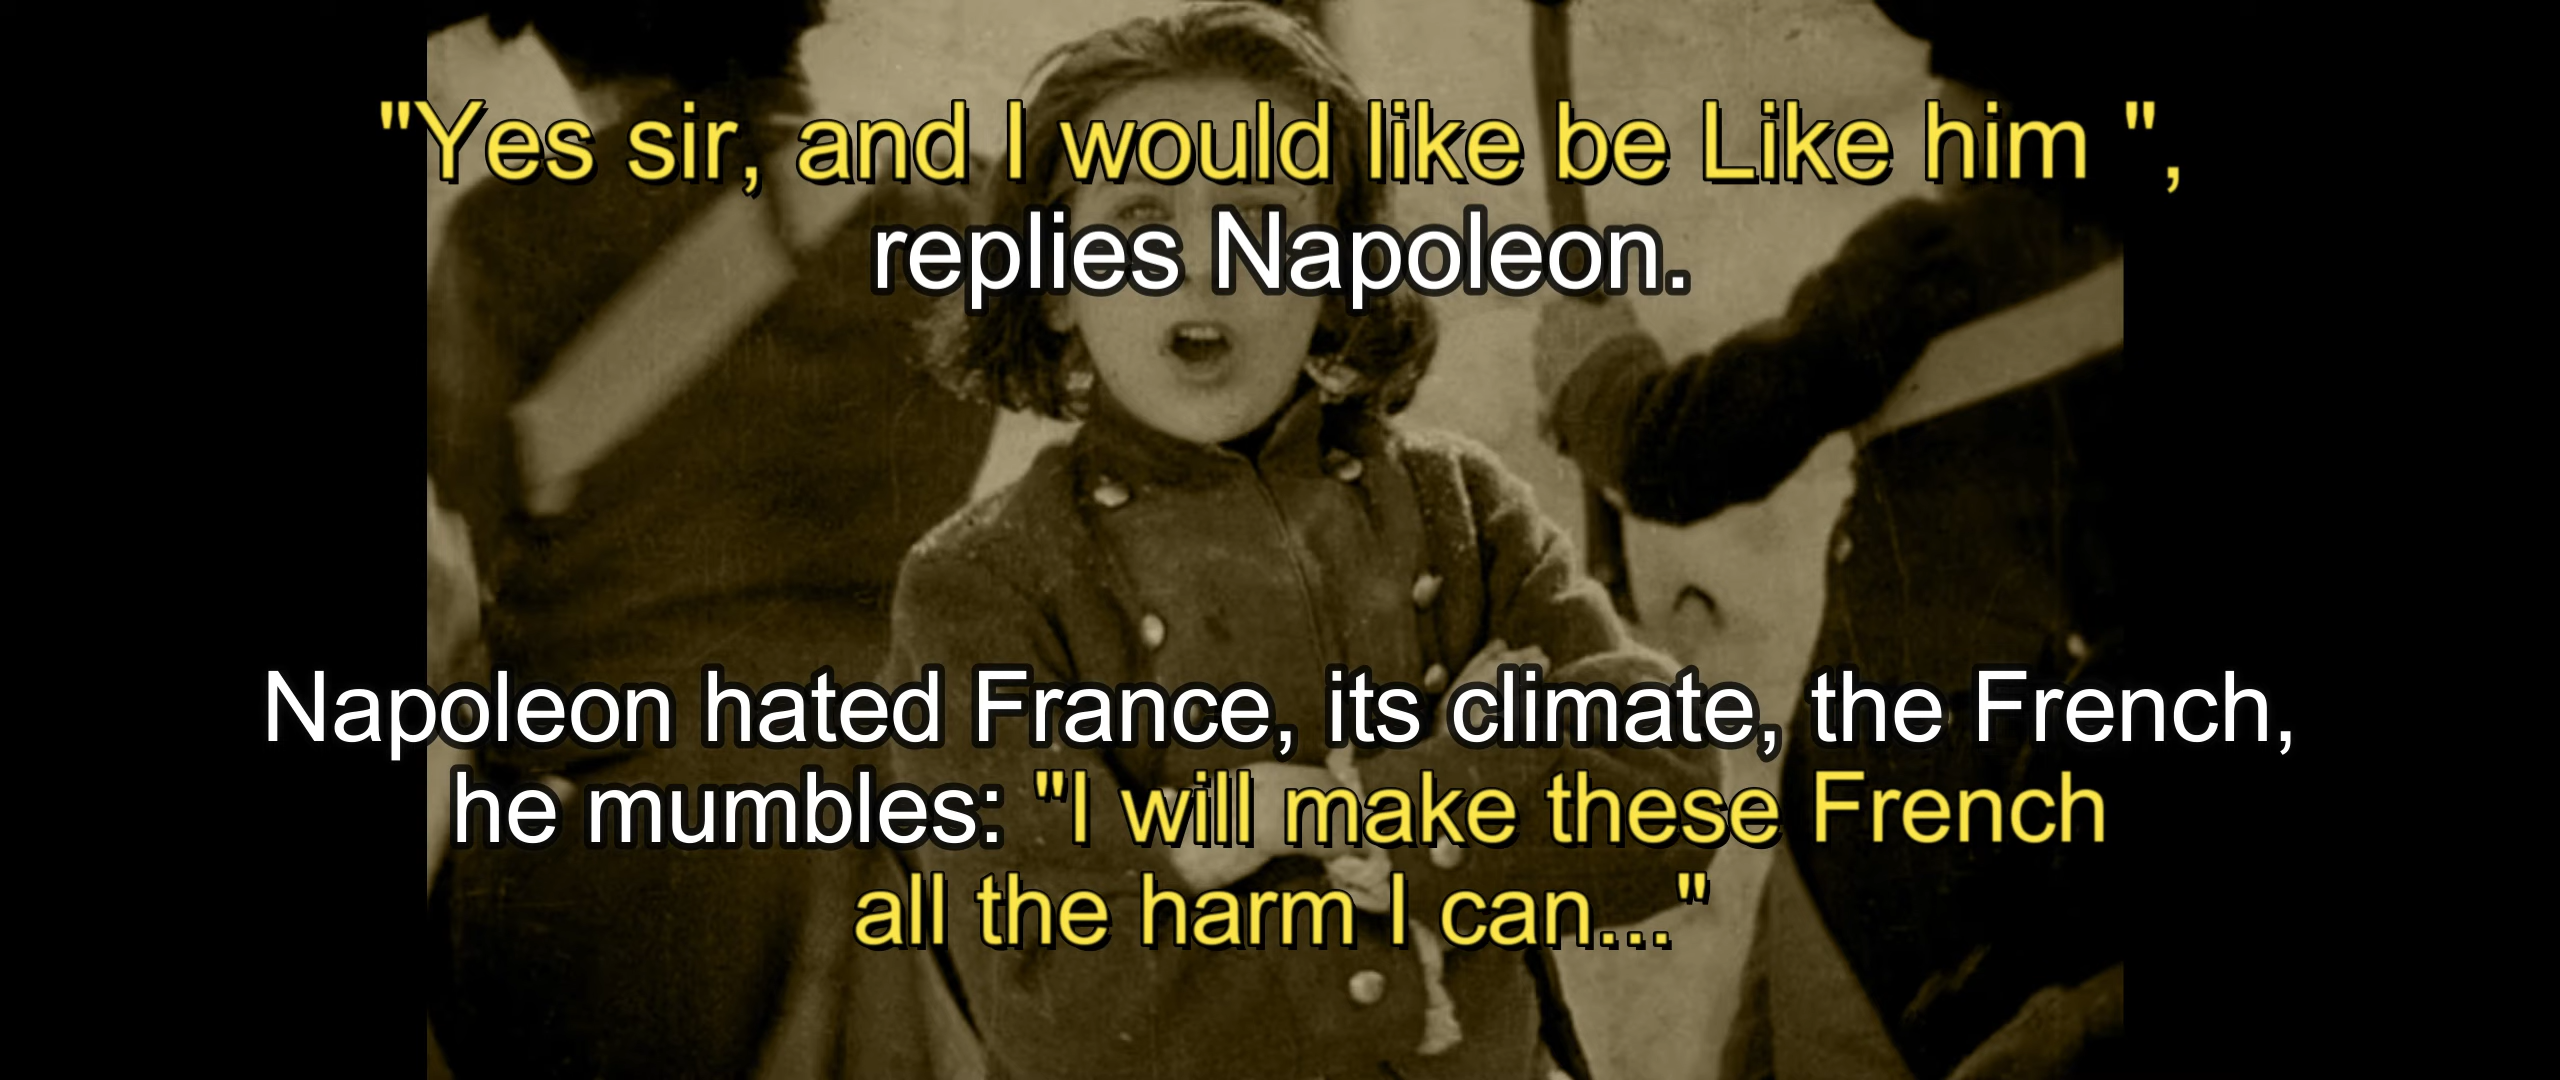 "Yes sir, and I would like be Like him ",
replies Napoleon.
Napoleon hated France, its climate, the French,
he mumbles: "I will make these French
all the harm I can..."